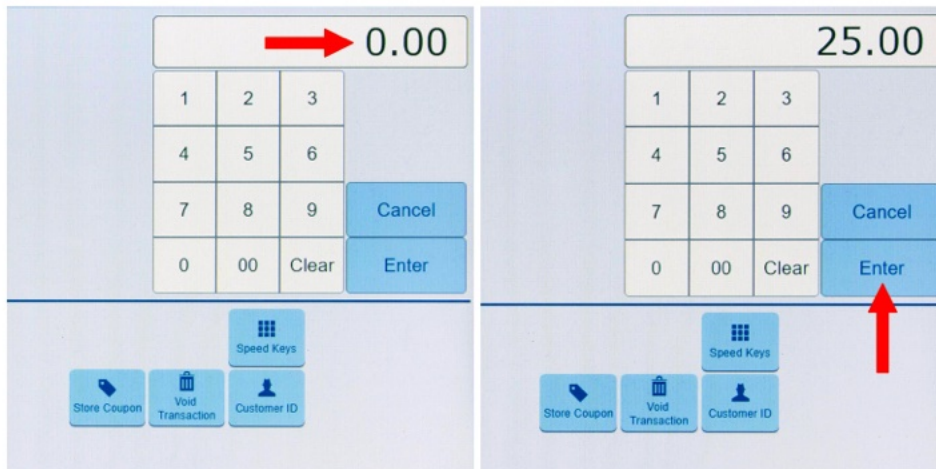 0.00
1 2 3
4 5 6
7 8 9 Cancel
0 00 Clear Enter
Speed Keys
Store Coupon
Void
Transaction
Customer ID
25.00
1 2 3
4 5 6
7 8 9 Cancel
0 00 Clear Enter
Speed Keys
Store Coupon
Void
Transaction
Customer ID